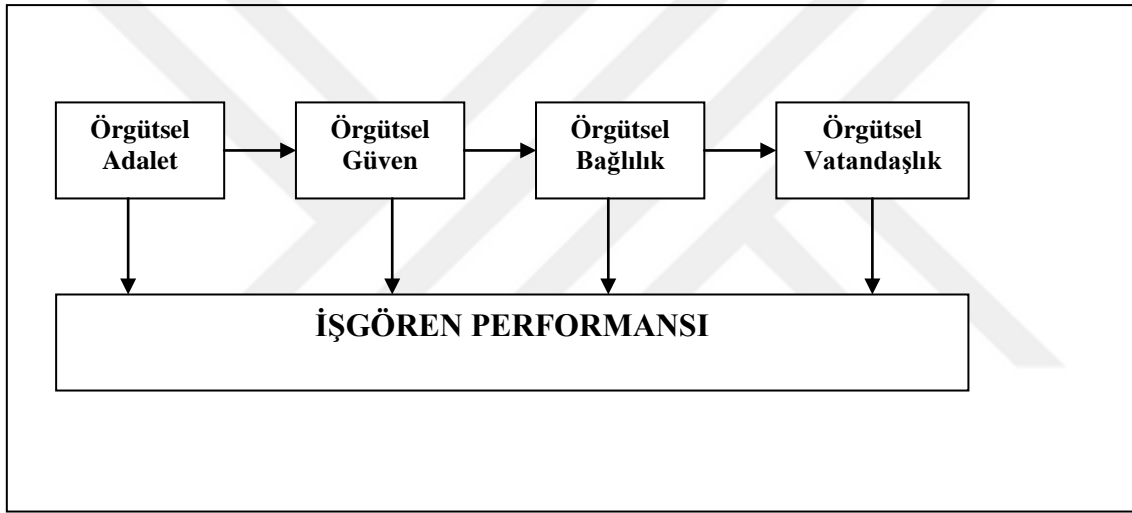 Örgütsel
Adalet
Örgütsel
Güven
Örgütsel
Bağlılık
Örgütsel
Vatandaşlık
İŞGÖREN PERFORMANSI